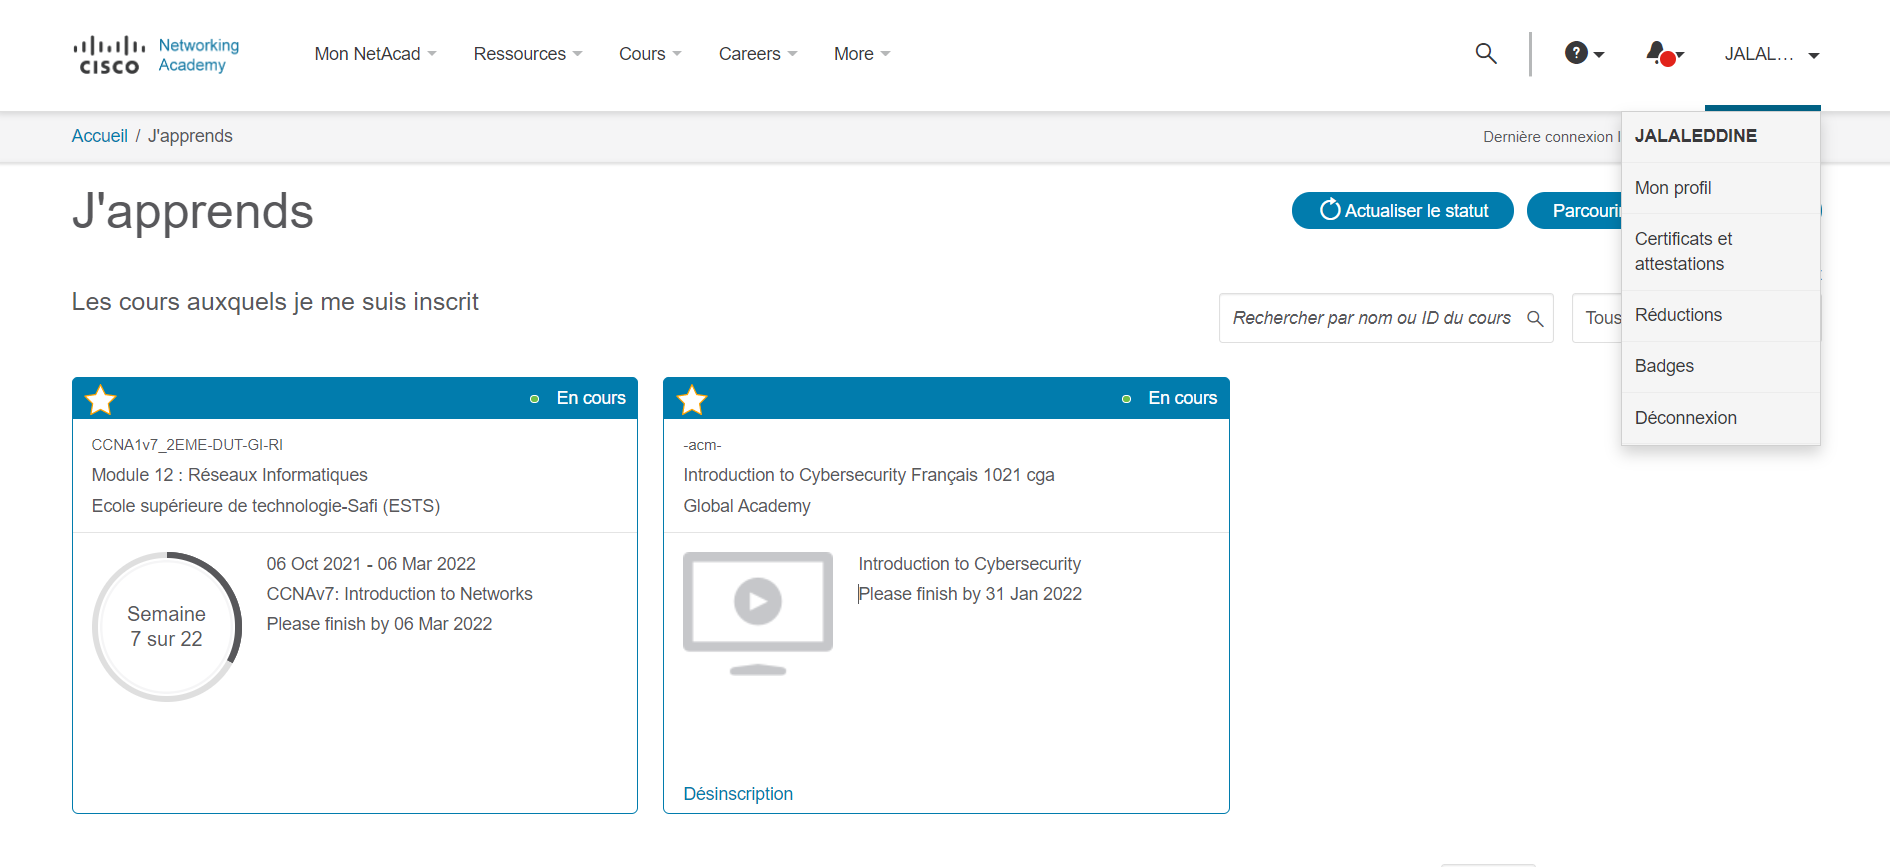 CISCO
Networking
Academy
Mon NetAcad
Ressources
Cours
Careers
More
?
JALAL...
Accueil / J'apprends
Dernière connexion
JALALEDDINE
Mon profil
Certificats et
attestations
Réductions
Badges
Déconnexion
J'apprends
Actualiser le statut
Les cours auxquels je me suis inscrit
Rechercher par nom ou ID du cours
Tous
En cours
CCNA1v7_2EME-DUT-GI-RI
Module 12 : Réseaux Informatiques
Ecole supérieure de technologie-Safi (ESTS)
Semaine
7 sur 22
06 Oct 2021 - 06 Mar 2022
CCNAv7: Introduction to Networks
Please finish by 06 Mar 2022
En cours
-acm-
Introduction to Cybersecurity Français 1021 cga
Global Academy
Introduction to Cybersecurity
Please finish by 31 Jan 2022
Désinscription